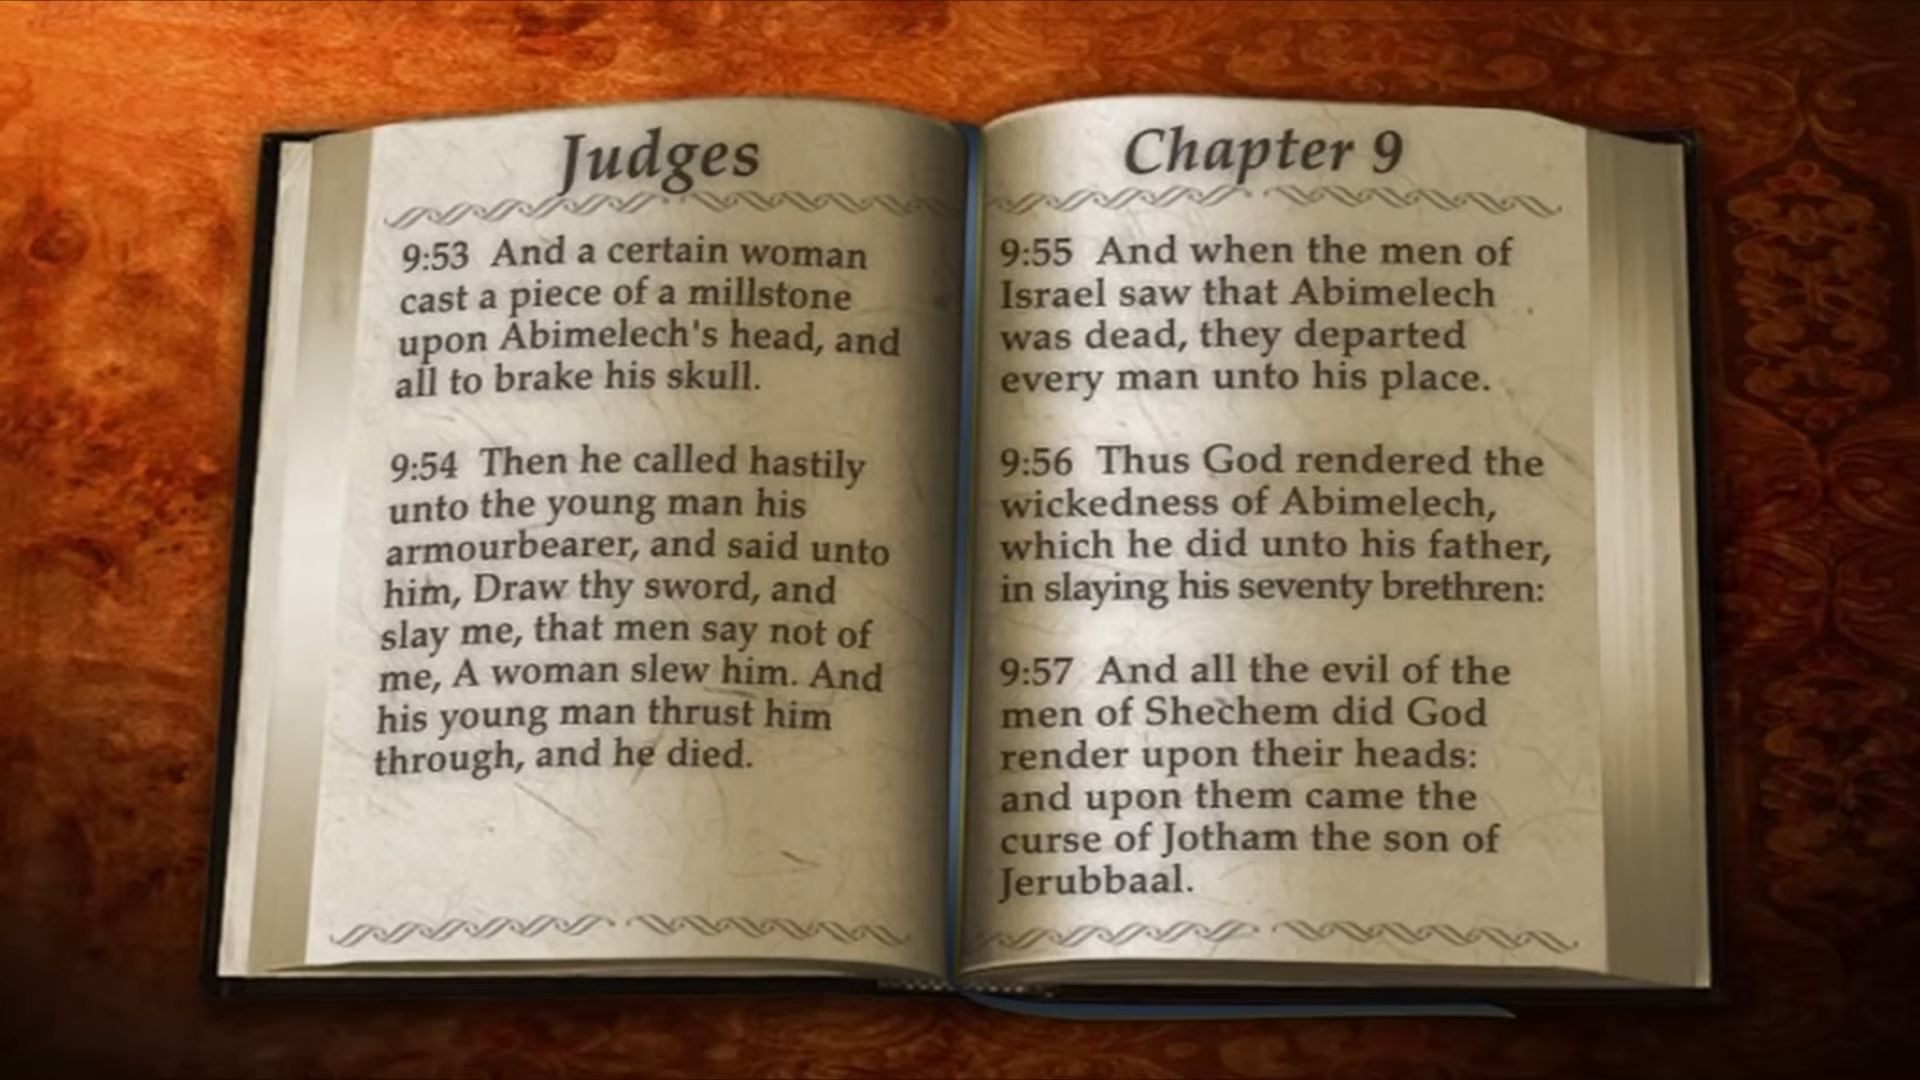 Judges
9:53 And a certain woman
cast a piece of a millstone
upon Abimelech's head, and
all to brake his skull.
9:54 Then he called hastily
unto the young man his
armourbearer, and said unto
him, Draw thy sword, and
slay me, that men say not of
me, A woman slew him. And
his young man thrust him
through, and he died.
Chapter 9
9:55 And when the men of
Israel saw that Abimelech
was dead, they departed
every man unto his place.
9:56 Thus God rendered the
wickedness of Abimelech,
which he did unto his father,
in slaying his seventy brethren:
9:57 And all the evil of the
men of Shechem did God
render upon their heads:
and upon them came the
curse of Jotham the son of
Jerubbaal.